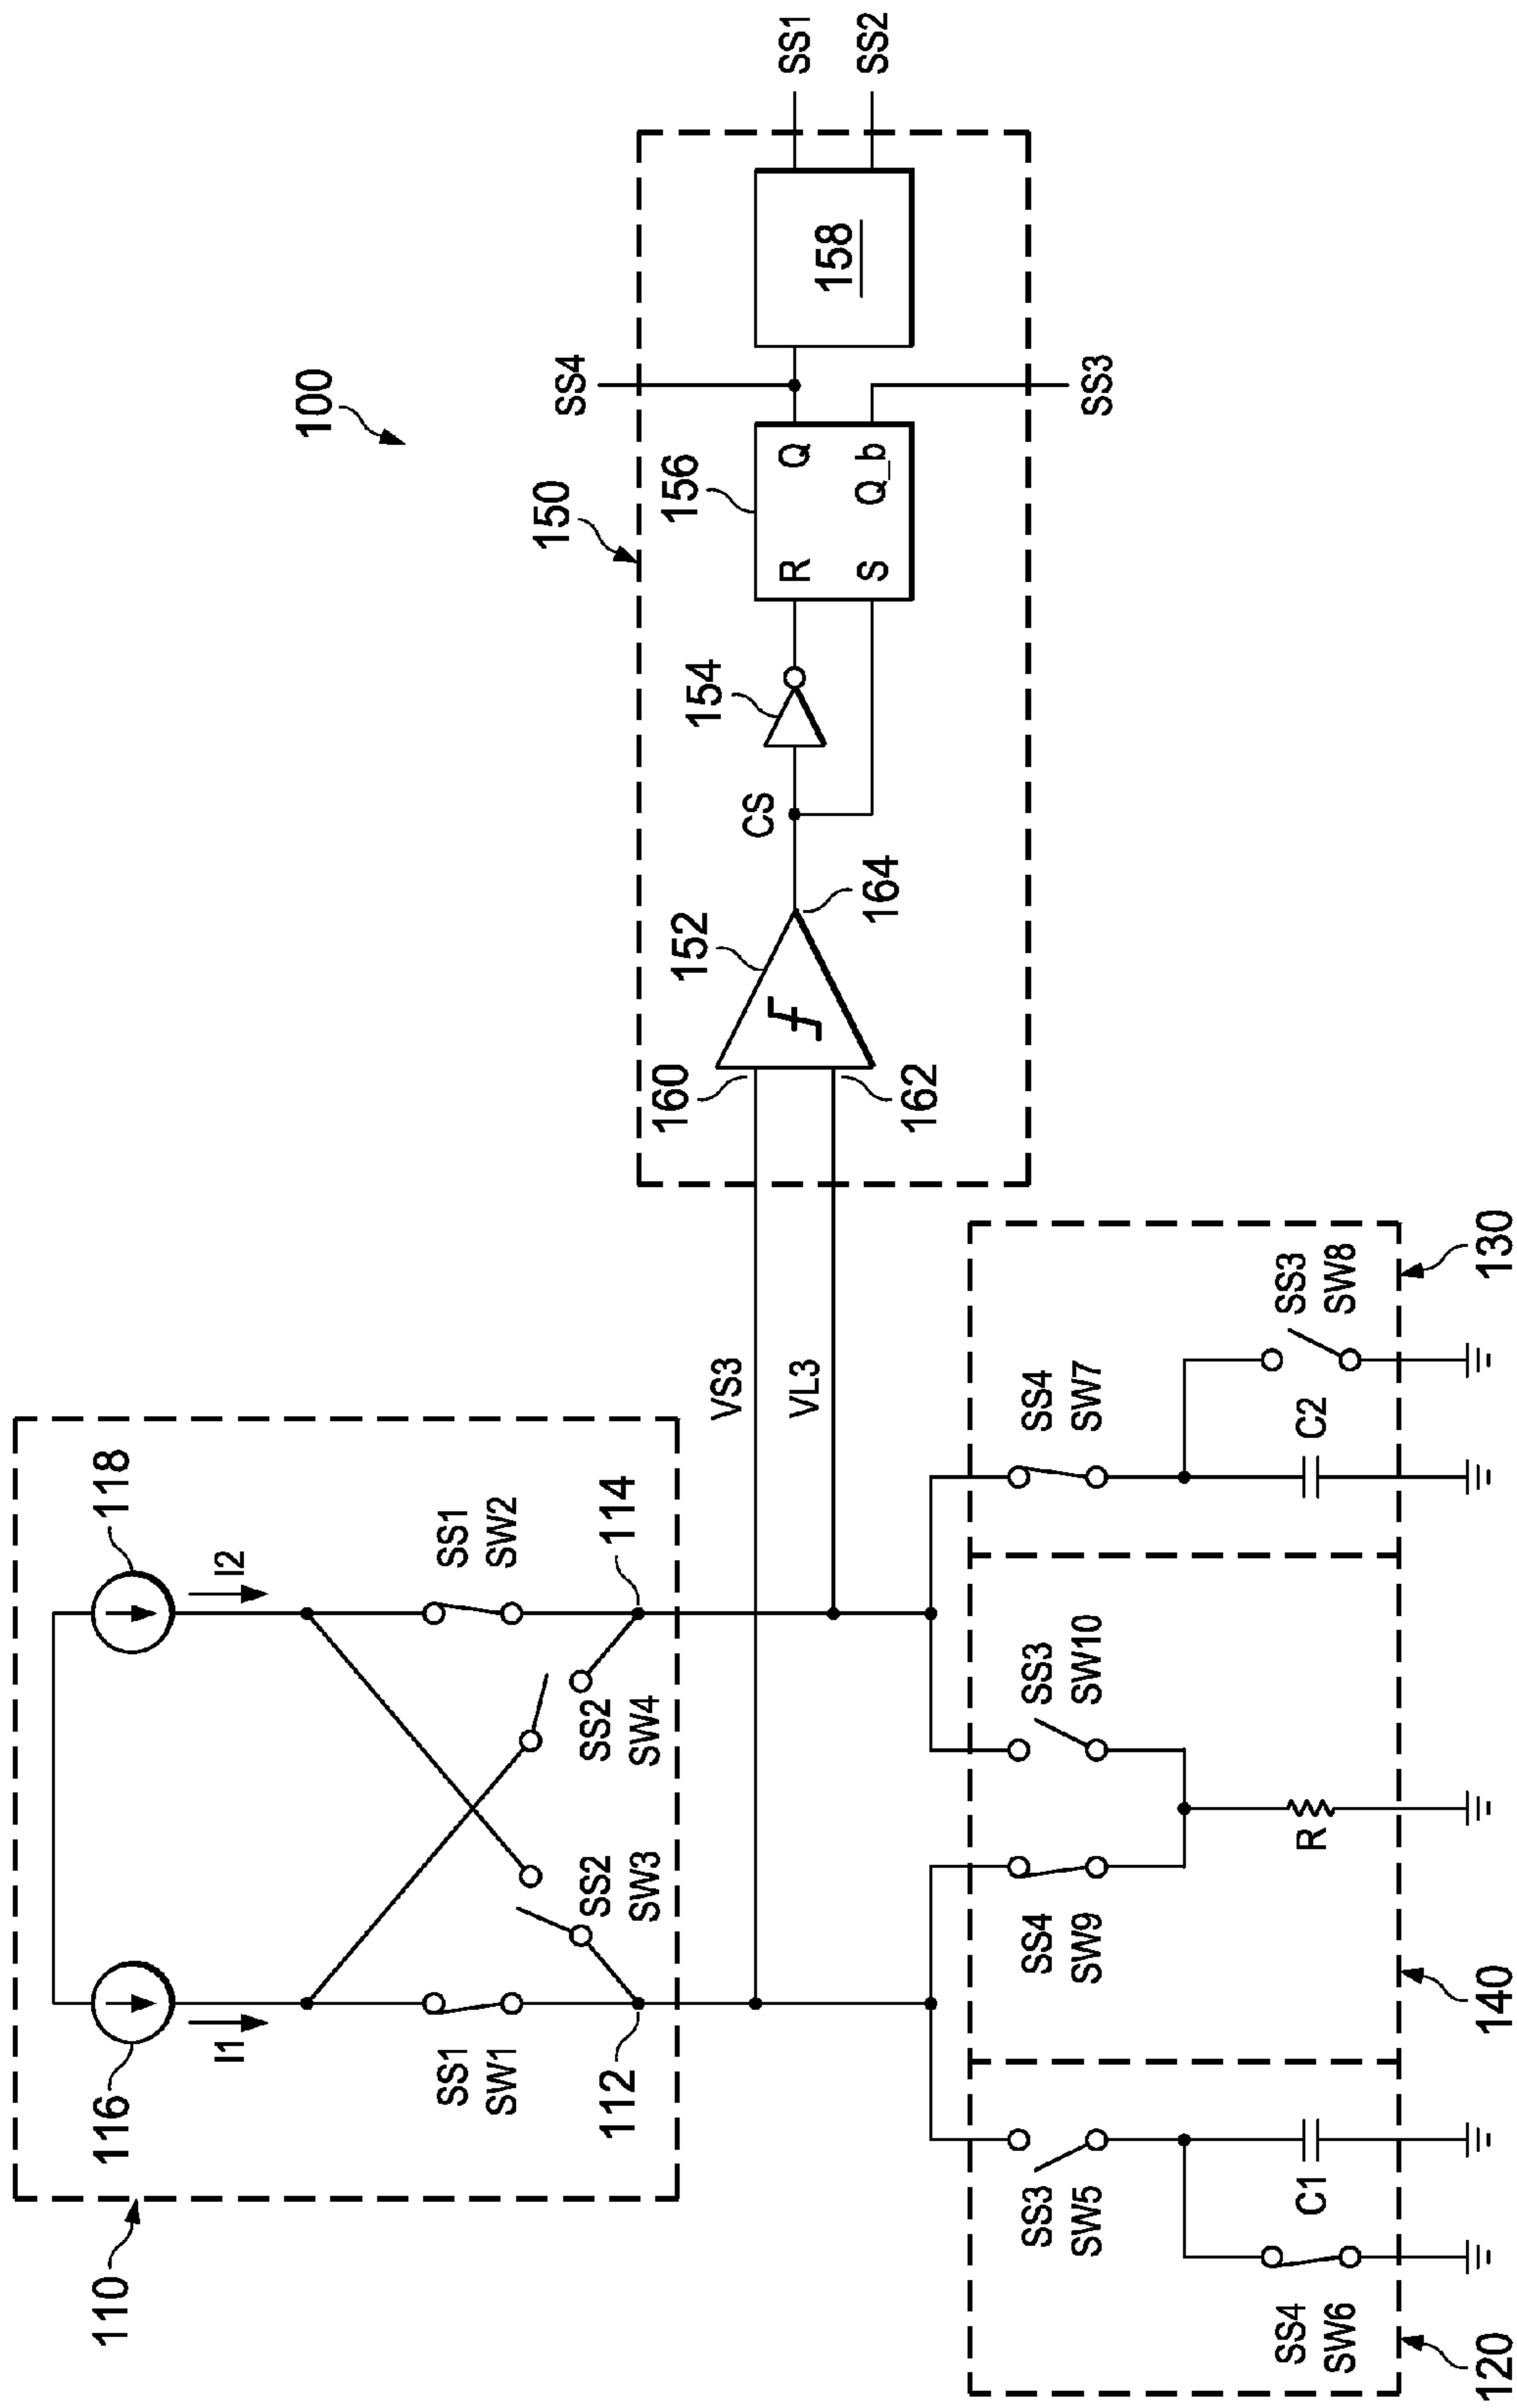 100
110
116
118
I1
I2
SS1
SW1
SS1
SW2
SS2
SW3
SS2
SW4
112
114
VS3
VL3
150
160
162
152
164
CS
154
156
R
S
Q
Q_b
SS4
SS3
158
SS1
SS2
SS3
SW5
SS4
SW6
C1
120
SS4
SW9
SS3
SW10
R
140
SS4
SW7
C2
SS3
SW8
130